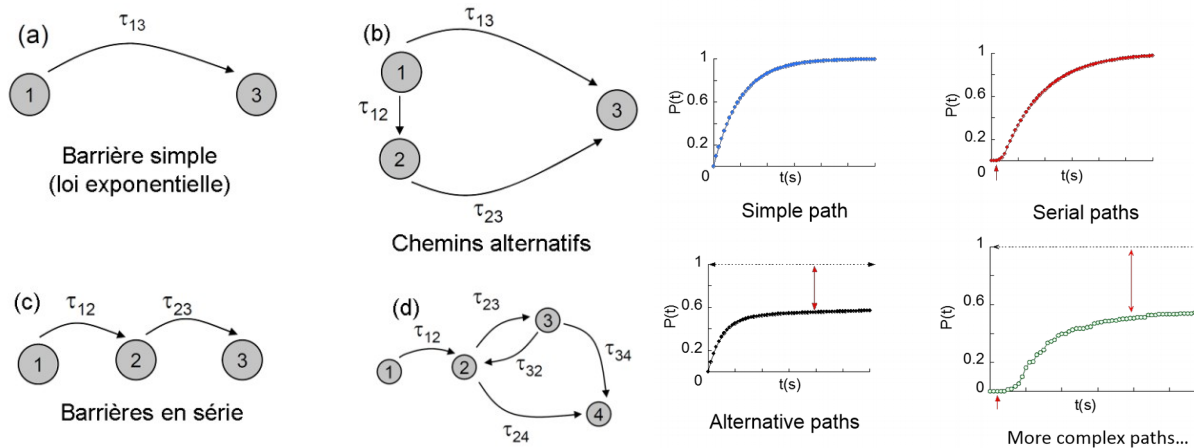 (a)
τ13
1
3
Barrière simple
(loi exponentielle)
(b)
τ13
1
τ12
3
2
τ23
Chemins alternatifs
(c)
τ12
τ23
1
2
3
Barrières en série
(d)
τ23
3
τ12
τ32
τ34
1
2
4
τ24
1
0.6
P(t)
0.2
0
t(s)
Simple path
1
0.6
P(t)
0.2
0
t(s)
Serial paths
1
0.6
P(t)
0.2
0
t(s)
Alternative paths
1
0.6
P(t)
0.2
0
t(s)
More complex paths...